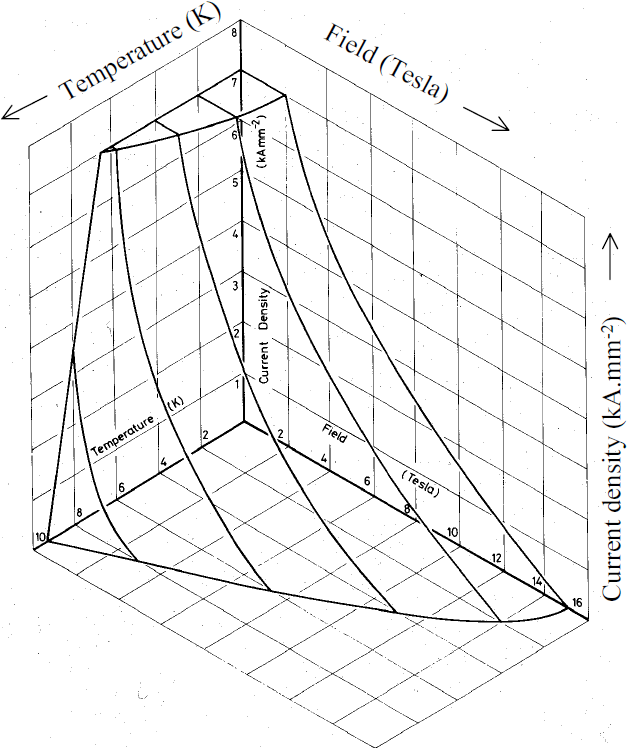 Temperature (K)
Field (Tesla)
8
7
6
(kAmm-2)
5
4
3
2
1
Current Density
Current density (kA.mm-2)
Temperature (K)
2
4
6
8
10
Field
(Tesla)
2
4
6
8
10
12
14
16